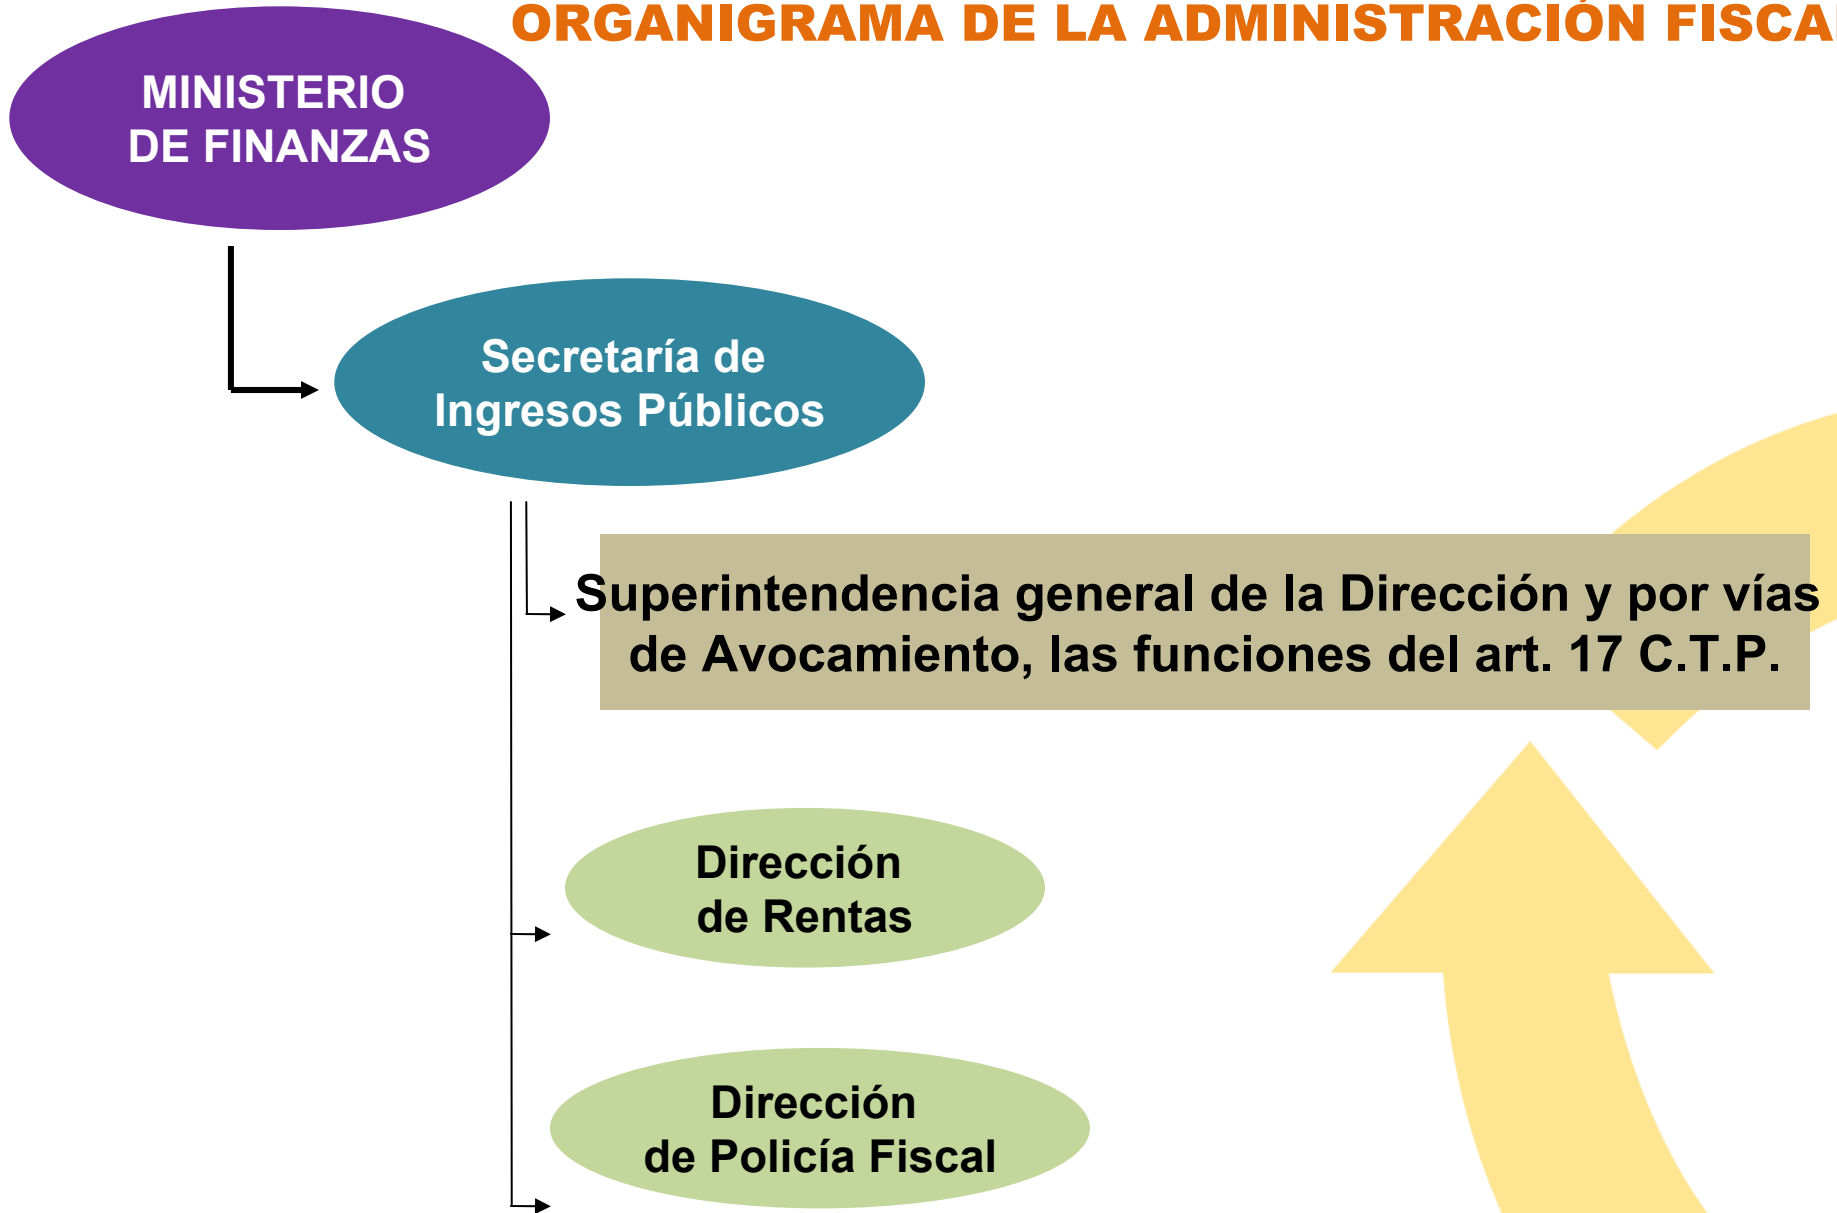 ORGANIGRAMA DE LA ADMINISTRACIÓN FISCAL
MINISTERIO
DE FINANZAS
Secretaría de
Ingresos Públicos
Superintendencia general de la Dirección y por vías
de Avocamiento, las funciones del art. 17 C.T.P.
Dirección
de Rentas
Dirección
de Policía Fiscal